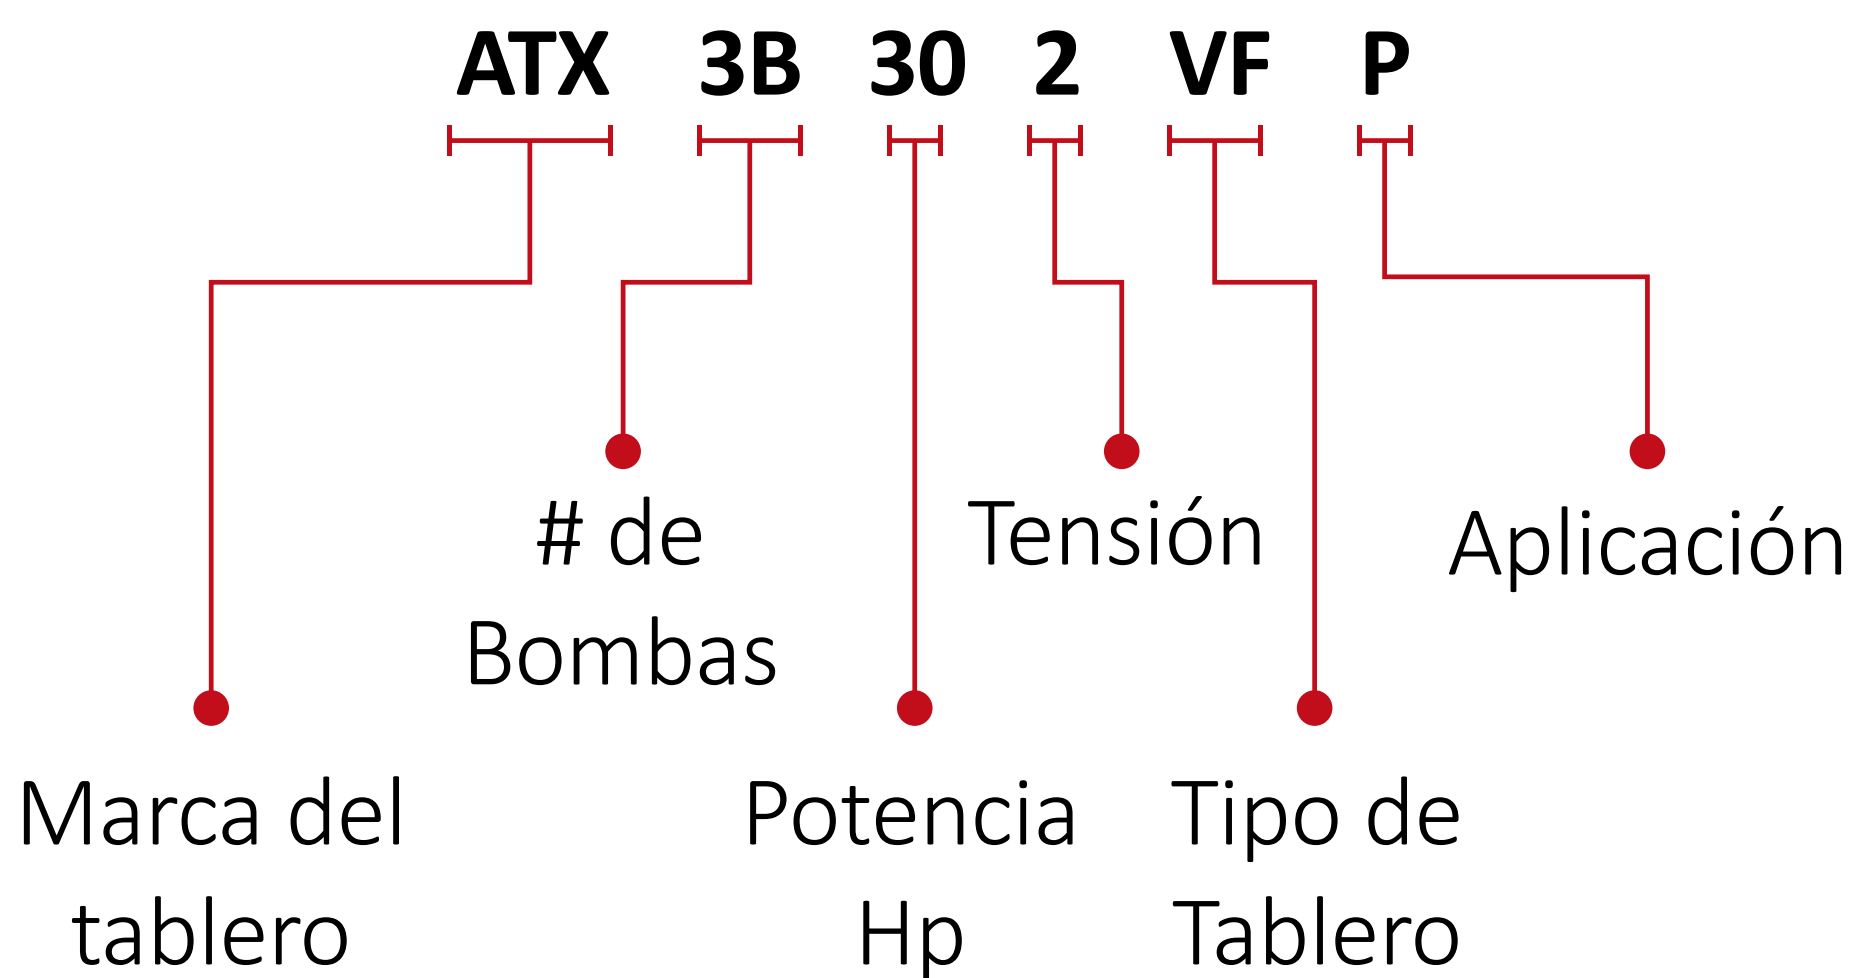 ATX 3B 30 2 VF P
# de
Bombas
Tensión
Aplicación
Marca del
tablero
Potencia
Hp
Tipo de
Tablero